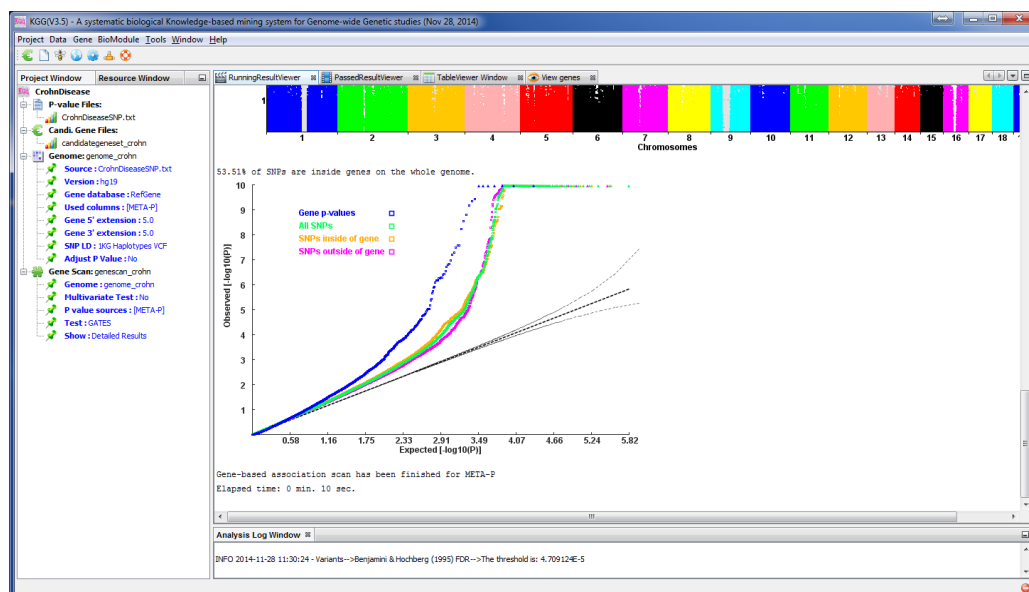 KGG(V3.5) - A systematic biological Knowledge-based mining system for Genome-wide Genetic studies (Nov 28, 2014)
Project Data Gene BioModule Tools Window Help
Project Window Resource Window
RunningResultViewer PassedResultViewer TableViewer Window View genes
CrohnDisease
P-value Files:
CrohnDiseaseSNP.txt
Candi. Gene Files:
candidategeneset_crohn
Genome: genome_crohn
Source : CrohnDiseaseSNP.txt
Version : hg19
Gene database : RefGene
Used columns : [META-P]
Gene 5' extension : 5.0
Gene 3' extension : 5.0
SNP LD : 1KG Haplotypes VCF
Adjust P Value : No
Gene Scan: genescan_crohn
Genome : genome_crohn
Multivariate Test : No
P value sources : [META-P]
Test : GATES
Show : Detailed Results
1
1 2 3 4 5 6 7 8 9 10 11 12 13 14 15 16 17 18
Chromosomes
53.51% of SNPs are inside genes on the whole genome.
10
9
8
7
6
5
4
3
2
1
Observed [-log10(P)]
Gene p-values
All SNPs
SNPs inside of gene
SNPs outside of gene
0.58 1.16 1.75 2.33 2.91 3.49 4.07 4.66 5.24 5.82
Expected [-log10(P)]
Gene-based association scan has been finished for META-P
Elapsed time: 0 min. 10 sec.
Analysis Log Window
INFO 2014-11-28 11:30:24 - Variants-->Benjamini & Hochberg (1995) FDR-->The threshold is: 4.709124E-5